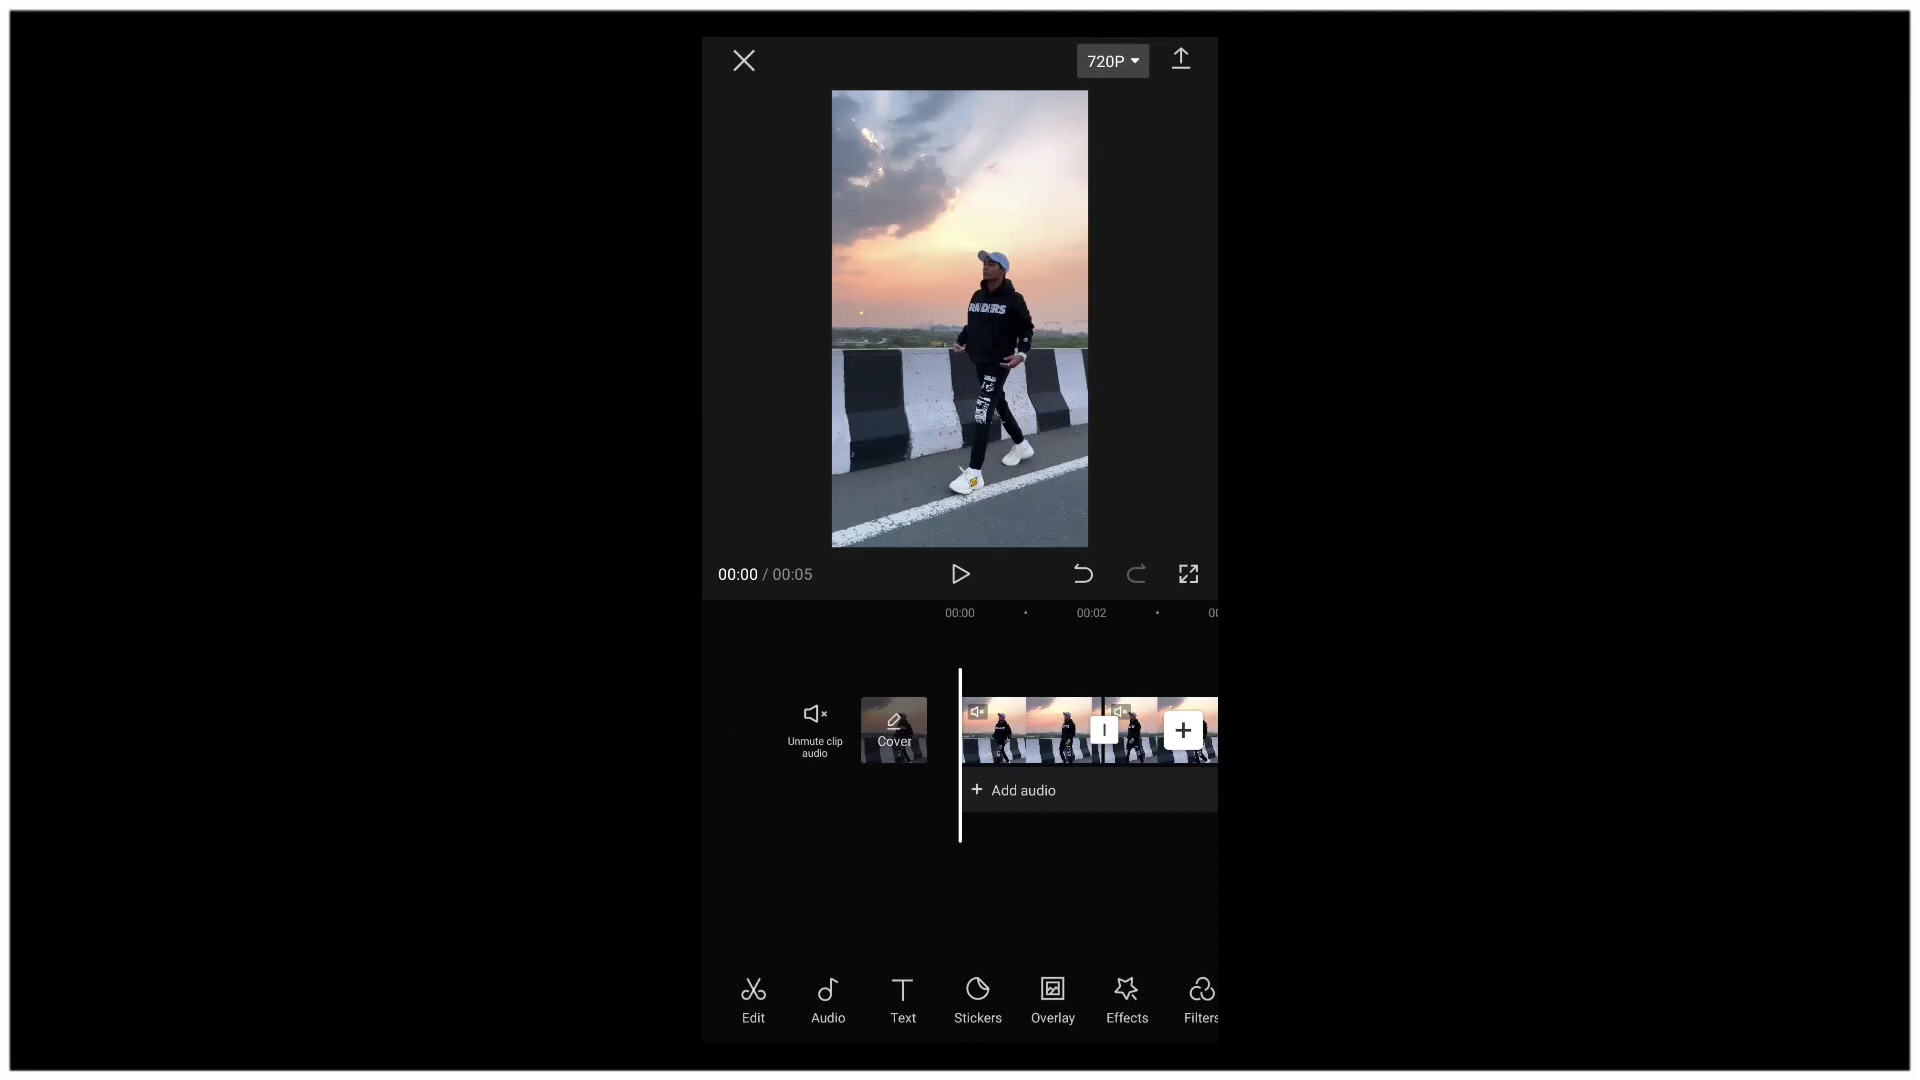 720P
RAIDERS
00:00 / 00:05
00:00
00:02
Unmute clip
audio
Cover
+ Add audio
Edit
Audio
Text
Stickers
Overlay
Effects
Filters